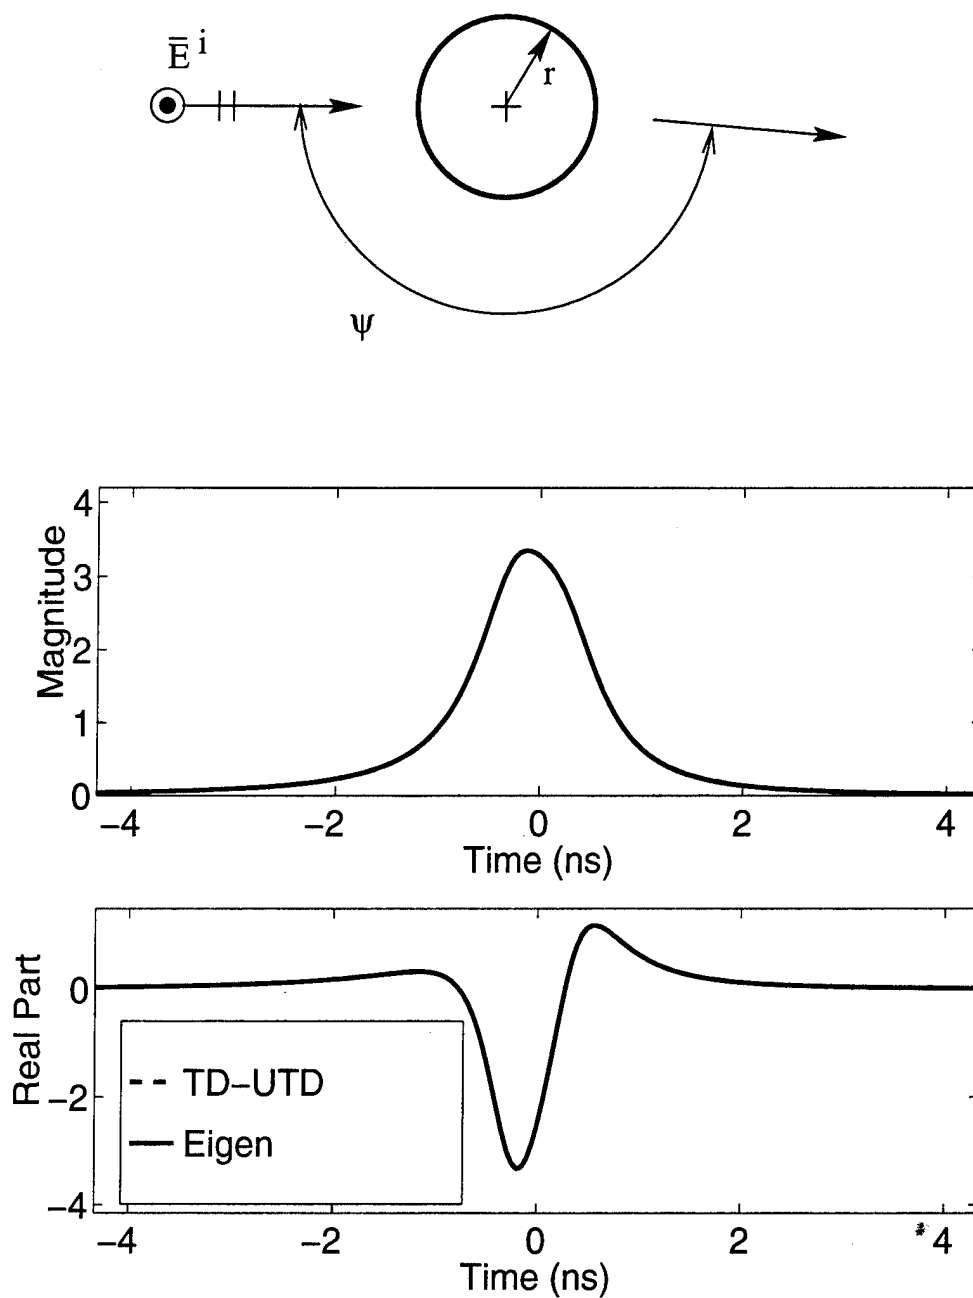 E̅ i
r
ψ
4
3
2
1
0
Magnitude
−4 −2 0 2 4
Time (ns)
0
−2
−4
Real Part
TD−UTD
Eigen
−4 −2 0 2 4
Time (ns)